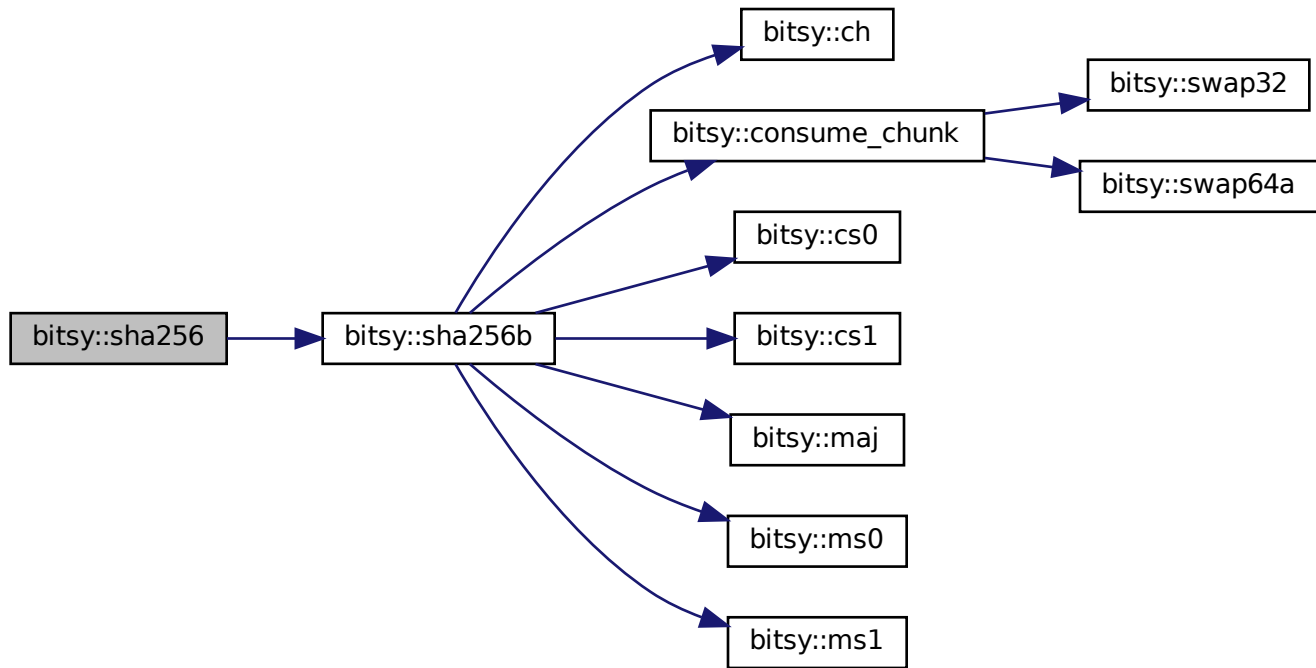 bitsy::ch
bitsy::swap32
bitsy::consume_chunk
bitsy::swap64a
bitsy::cs0
bitsy::sha256
bitsy::sha256b
bitsy::cs1
bitsy::maj
bitsy::ms0
bitsy::ms1